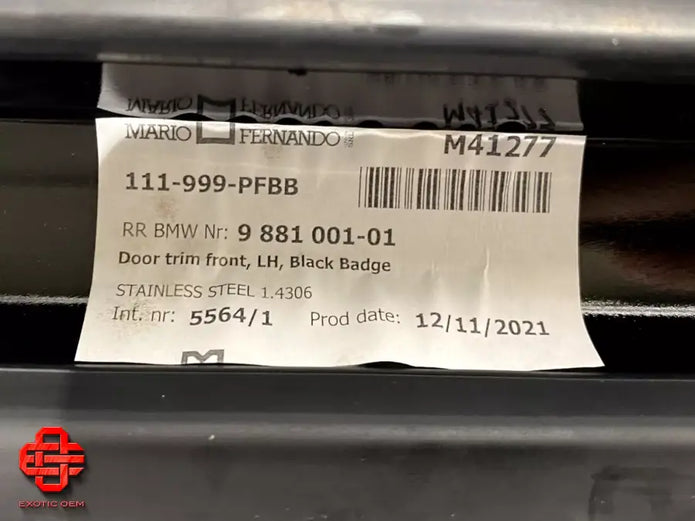 MARIO FERNANDO
M41277
111-999-PFBB
RR BMW Nr: 9 881 001-01
Door trim front, LH, Black Badge
STAINLESS STEEL 1.4306
Int. nr: 5564/1 Prod date: 12/11/2021
EXOTIC OEM